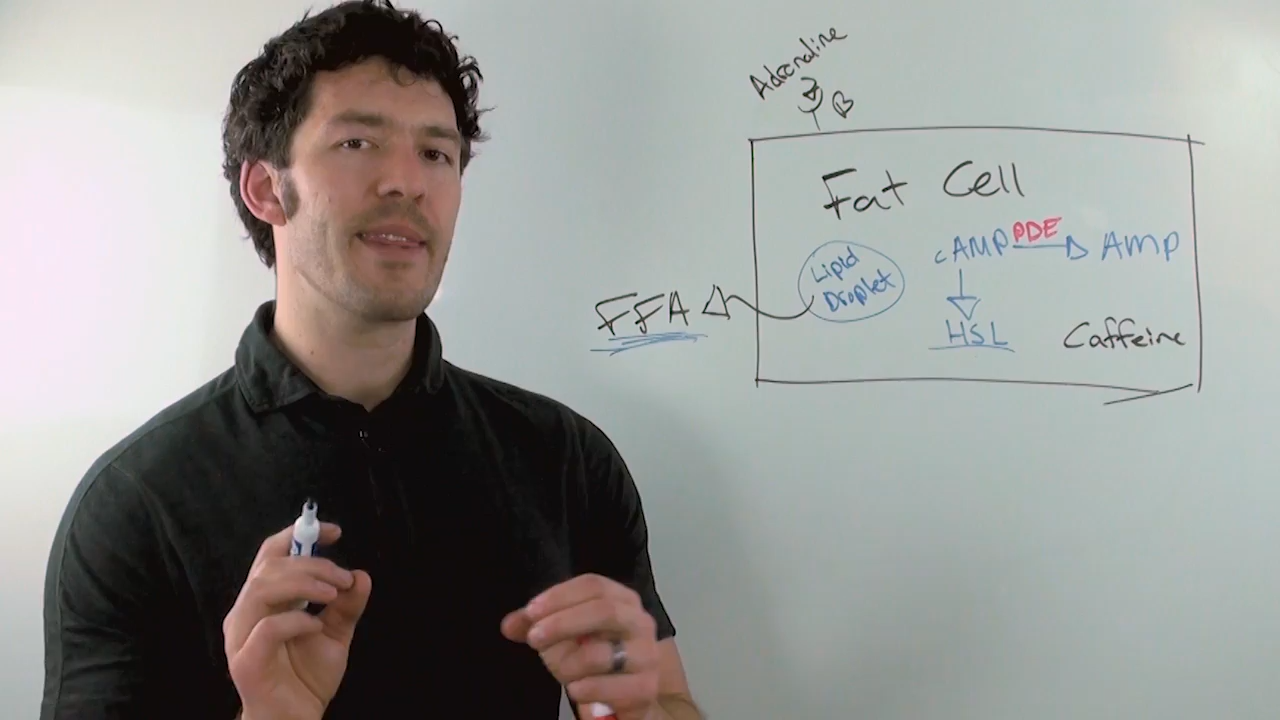 Adrenaline
β
Fat Cell
cAMP PDE AMP
Lipid
Droplet
FFA
HSL
Caffeine